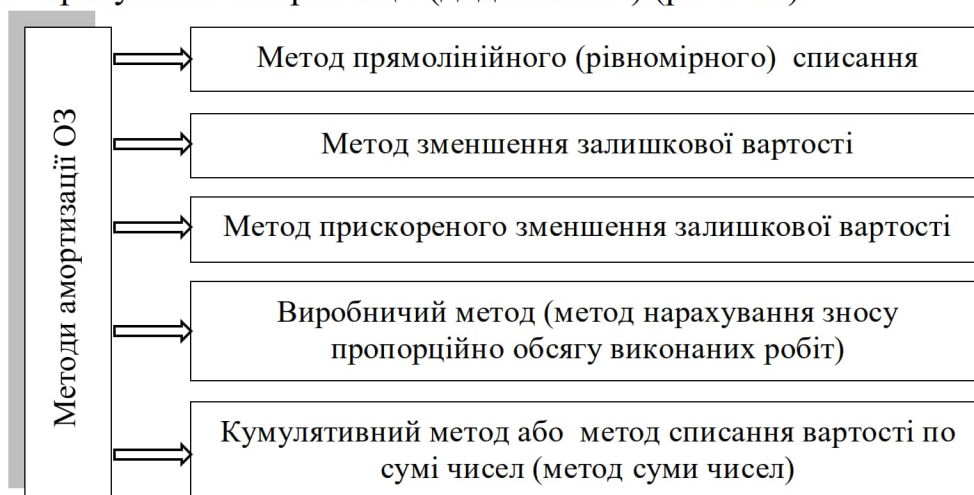 Методи амортизації ОЗ
Метод прямолінійного (рівномірного) списання
Метод зменшення залишкової вартості
Метод прискореного зменшення залишкової вартості
Виробничий метод (метод нарахування зносу
пропорційно обсягу виконаних робіт)
Кумулятивний метод або метод списання вартості по
сумі чисел (метод суми чисел)